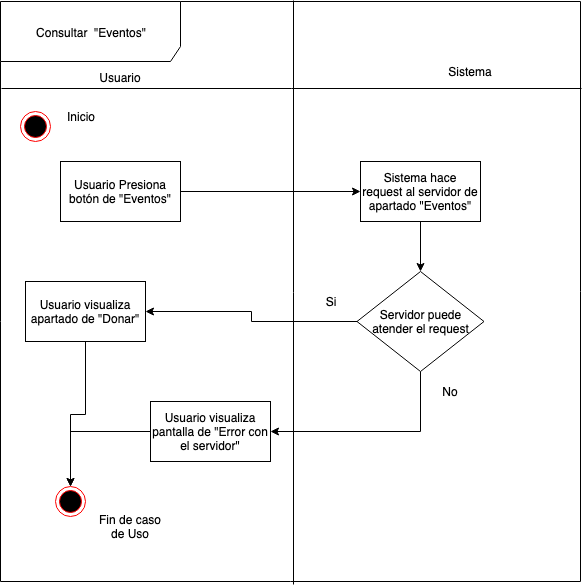 Consultar "Eventos"
Usuario
Sistema
Inicio
Usuario Presiona
botón de "Eventos"
Sistema hace
request al servidor de
apartado "Eventos"
Usuario visualiza
apartado de "Donar"
Si
Servidor puede
atender el request
No
Usuario visualiza
pantalla de "Error con
el servidor"
Fin de caso
de Uso